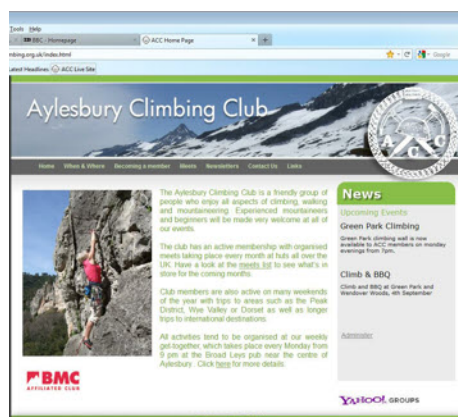 Tools Help
BBC - Homepage
ACC Home Page
mbing.org.uk/index.html
Google
Latest Headlines ACC Live Site
Aylesbury Climbing Club
A C C
Home When & Where Becoming a member Meets Newsletters Contact Us Links
The Aylesbury Climbing Club is a friendly group of
people who enjoy all aspects of climbing, walking
and mountaineering. Experienced mountaineers
and beginners will be made very welcome at all of
our events.
The club has an active membership with organised
meets taking place every month at huts all over the
UK. Have a look at the meets list to see what's in
store for the coming months.
Club members are also active on many weekends
of the year with trips to areas such as the Peak
District, Wye Valley or Dorset as well as longer
trips to international destinations.
All activities tend to be organised at our weekly
get-together, which takes place every Monday from
9 pm at the Broad Leys pub near the centre of
Aylesbury . Click here for more details.
BMC
AFFILIATED CLUB
News
Upcoming Events
Green Park Climbing
Green Park climbing wall is now
available to ACC members on monday
evenings from 7pm.
Climb & BBQ
Climb and BBQ at Green Park and
Wendover Woods, 4th September
Administer
YAHOO! GROUPS